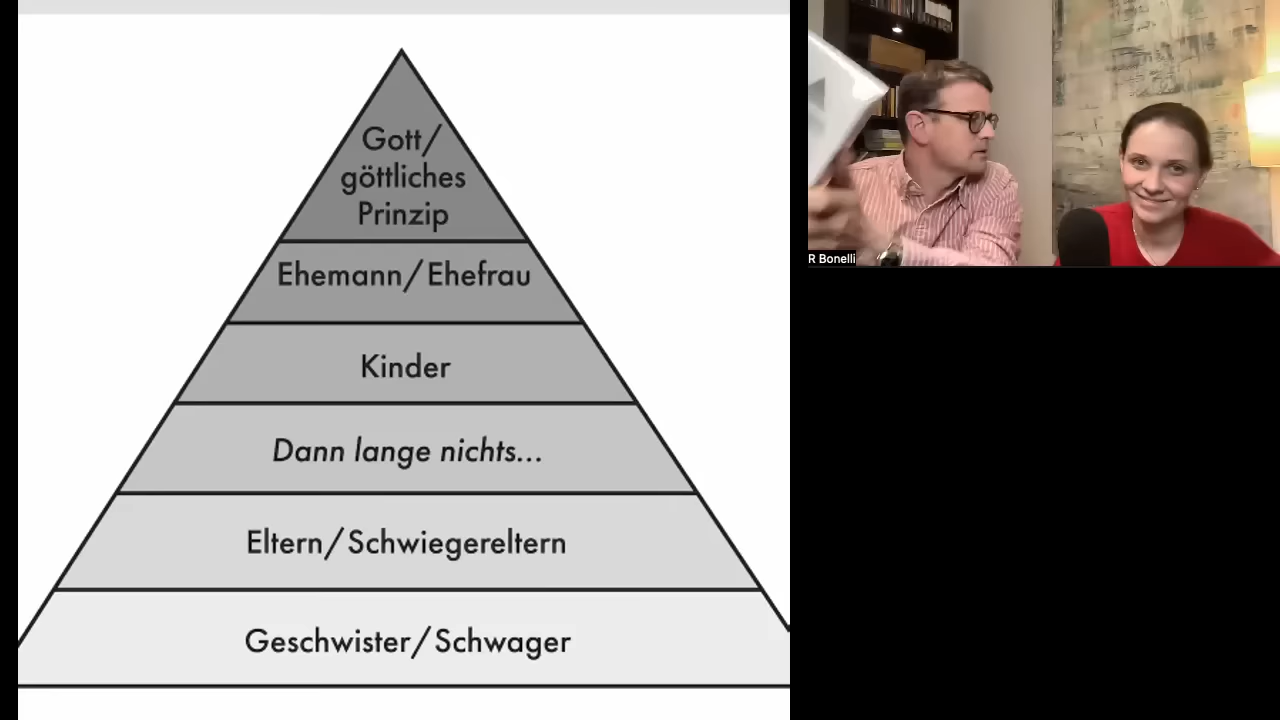 Gott/
göttliches
Prinzip
Ehemann/Ehefrau
Kinder
Dann lange nichts...
Eltern/Schwiegereltern
Geschwister/Schwager
R Bonelli